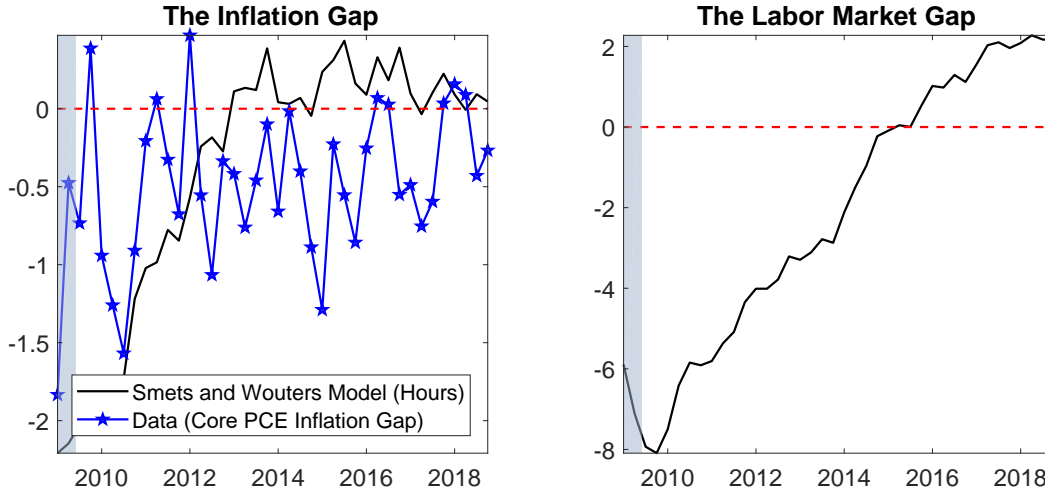 The Inflation Gap
0
-0.5
-1
-1.5
-2
Smets and Wouters Model (Hours)
Data (Core PCE Inflation Gap)
2010 2012 2014 2016 2018
The Labor Market Gap
2
0
-2
-4
-6
-8
2010 2012 2014 2016 2018